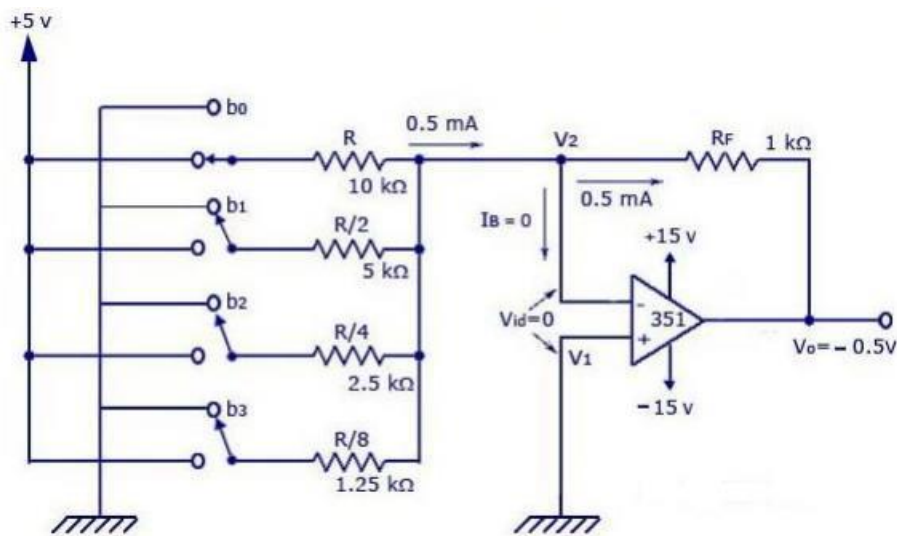 +5 v
b0
R
0.5 mA
V2
RF
1 kΩ
10 kΩ
b1
R/2
5 kΩ
IB = 0
0.5 mA
+15 v
b2
R/4
2.5 kΩ
Vid=0
V1
-
351
+
Vo= - 0.5v
-15 v
b3
R/8
1.25 kΩ